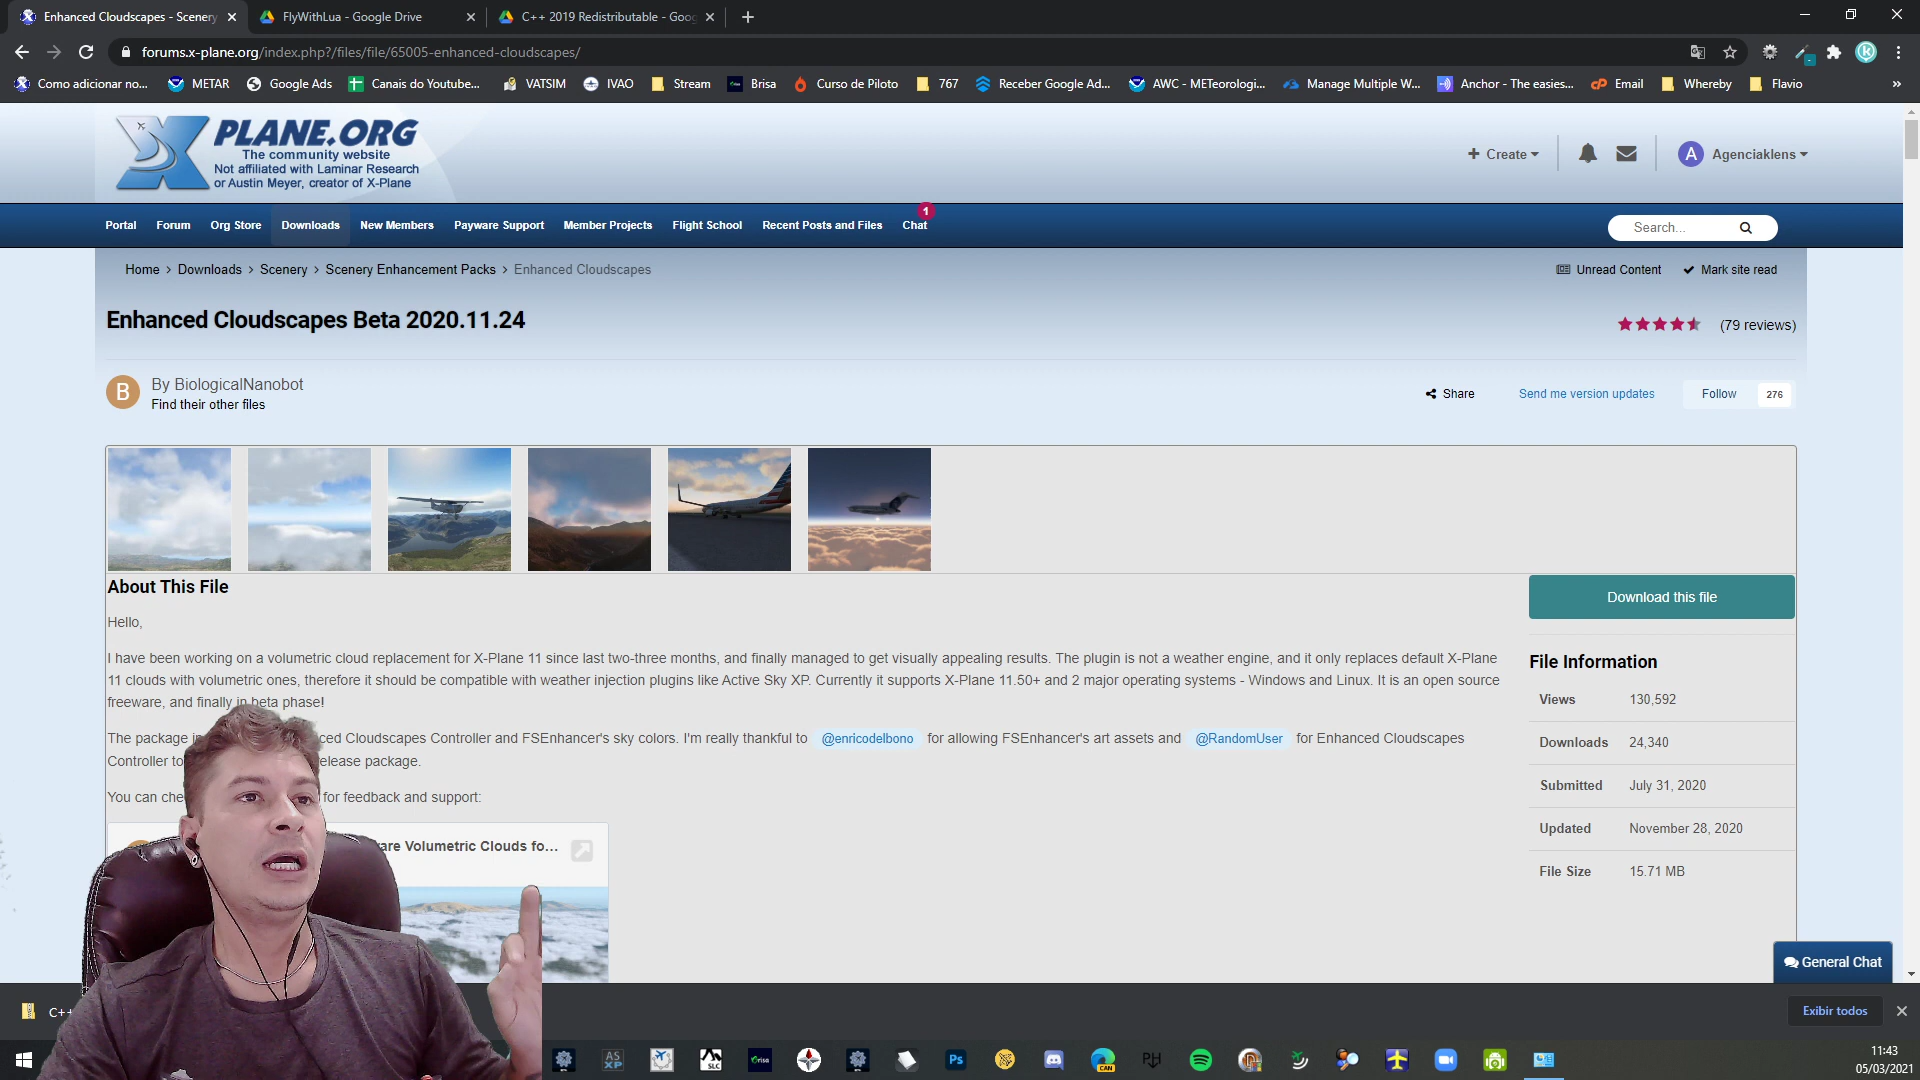 Enhanced Cloudscapes - Scenery
FlyWithLua - Google Drive
C++ 2019 Redistributable - Goog
forums.x-plane.org/index.php?/files/file/65005-enhanced-cloudscapes/
Como adicionar no...
METAR
Google Ads
Canais do Youtube...
VATSIM
IVAO
Stream
Brisa
Curso de Piloto
767
Receber Google Ad...
AWC - METeorologi...
Manage Multiple W...
Anchor - The easies...
Email
Whereby
Flavio
X PLANE.ORG
The community website
Not affiliated with Laminar Research
or Austin Meyer, creator of X-Plane
+ Create
A Agenciaklens
Portal Forum Org Store Downloads New Members Payware Support Member Projects Flight School Recent Posts and Files Chat 1
Search...
Home > Downloads > Scenery > Scenery Enhancement Packs > Enhanced Cloudscapes
Unread Content
Mark site read
Enhanced Cloudscapes Beta 2020.11.24
(79 reviews)
B
By BiologicalNanobot
Find their other files
Share
Send me version updates
Follow 276
About This File
Hello,
I have been working on a volumetric cloud replacement for X-Plane 11 since last two-three months, and finally managed to get visually appealing results. The plugin is not a weather engine, and it only replaces default X-Plane
11 clouds with volumetric ones, therefore it should be compatible with weather injection plugins like Active Sky XP. Currently it supports X-Plane 11.50+ and 2 major operating systems - Windows and Linux. It is an open source
freeware, and finally in beta phase!
The package in ced Cloudscapes Controller and FSEnhancer's sky colors. I'm really thankful to @enricodelbono for allowing FSEnhancer's art assets and @RandomUser for Enhanced Cloudscapes
Controller to elease package.
You can che for feedback and support:
are Volumetric Clouds fo...
Download this file
File Information
Views 130,592
Downloads 24,340
Submitted July 31, 2020
Updated November 28, 2020
File Size 15.71 MB
General Chat
C++
Exibir todos
AS
XP
SLC
Brisa
Ps
CAN
11:43
05/03/2021